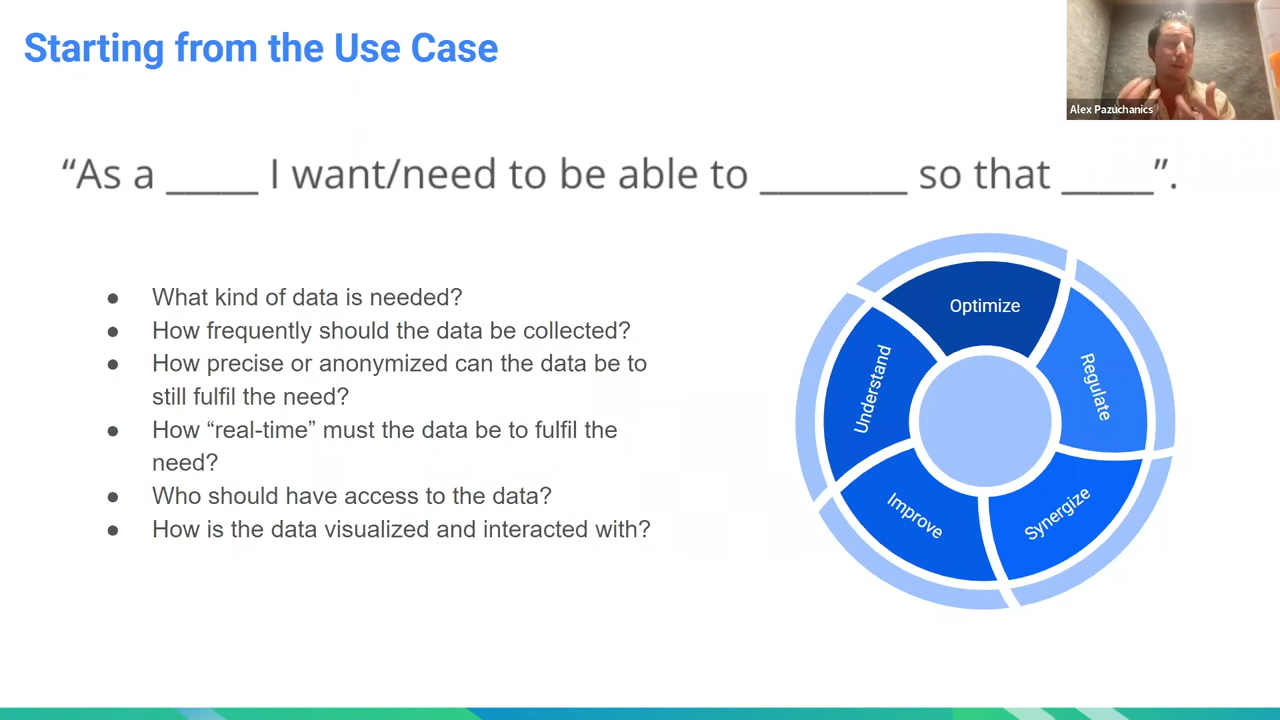 Starting from the Use Case
Alex Pazuchanics
“As a _____ I want/need to be able to ________ so that _____”.
● What kind of data is needed?
● How frequently should the data be collected?
● How precise or anonymized can the data be to
still fulfil the need?
● How “real-time” must the data be to fulfil the
need?
● Who should have access to the data?
● How is the data visualized and interacted with?
Optimize
Regulate
Synergize
Improve
Understand